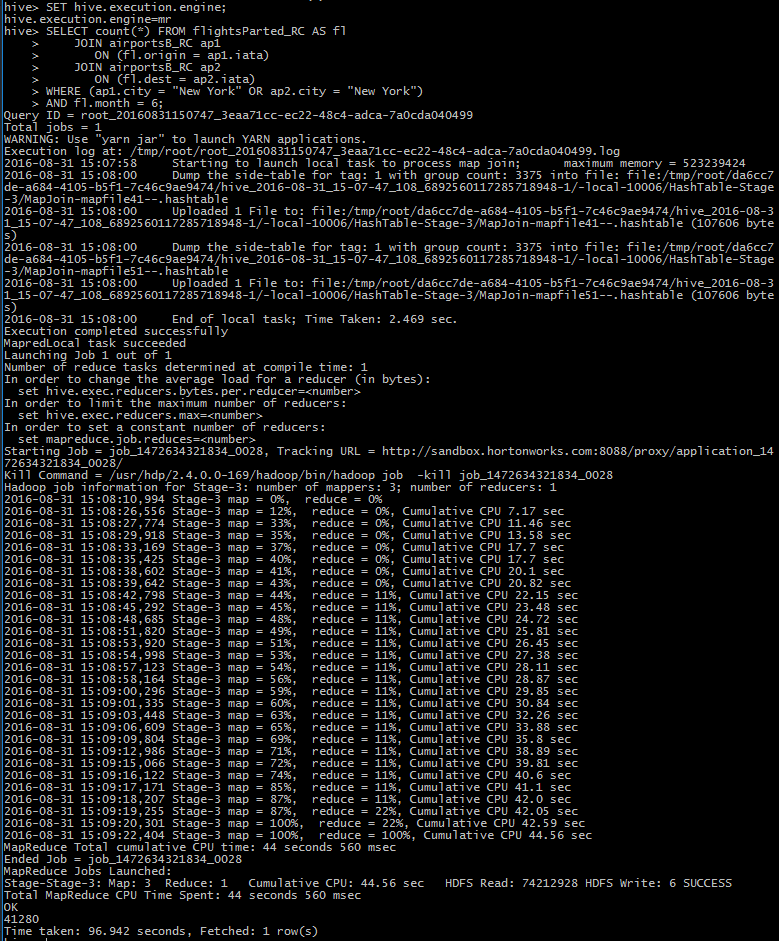 hive> SET hive.execution.engine;
hive.execution.engine=mr
hive> SELECT count(*) FROM flightsParted_RC AS fl
    >     JOIN airportsB_RC ap1
    >         ON (fl.origin = ap1.iata)
    >     JOIN airportsB_RC ap2
    >         ON (fl.dest = ap2.iata)
    > WHERE (ap1.city = "New York" OR ap2.city = "New York")
    > AND fl.month = 6;
Query ID = root_20160831150747_3eaa71cc-ec22-48c4-adca-7a0cda040499
Total jobs = 1
WARNING: Use "yarn jar" to launch YARN applications.
Execution log at: /tmp/root/root_20160831150747_3eaa71cc-ec22-48c4-adca-7a0cda040499.log
2016-08-31 15:07:58     Starting to launch local task to process map join;      maximum memory = 523239424
2016-08-31 15:08:00     Dump the side-table for tag: 1 with group count: 3375 into file: file:/tmp/root/da6cc7
de-a684-4105-b5f1-7c46c9ae9474/hive_2016-08-31_15-07-47_108_6892560117285718948-1/-local-10006/HashTable-Stage
-3/MapJoin-mapfile41--.hashtable
2016-08-31 15:08:00     Uploaded 1 File to: file:/tmp/root/da6cc7de-a684-4105-b5f1-7c46c9ae9474/hive_2016-08-3
1_15-07-47_108_6892560117285718948-1/-local-10006/HashTable-Stage-3/MapJoin-mapfile41--.hashtable (107606 byte
s)
2016-08-31 15:08:00     Dump the side-table for tag: 1 with group count: 3375 into file: file:/tmp/root/da6cc7
de-a684-4105-b5f1-7c46c9ae9474/hive_2016-08-31_15-07-47_108_6892560117285718948-1/-local-10006/HashTable-Stage
-3/MapJoin-mapfile51--.hashtable
2016-08-31 15:08:00     Uploaded 1 File to: file:/tmp/root/da6cc7de-a684-4105-b5f1-7c46c9ae9474/hive_2016-08-3
1_15-07-47_108_6892560117285718948-1/-local-10006/HashTable-Stage-3/MapJoin-mapfile51--.hashtable (107606 byte
s)
2016-08-31 15:08:00     End of local task; Time Taken: 2.469 sec.
Execution completed successfully
MapredLocal task succeeded
Launching Job 1 out of 1
Number of reduce tasks determined at compile time: 1
In order to change the average load for a reducer (in bytes):
  set hive.exec.reducers.bytes.per.reducer=<number>
In order to limit the maximum number of reducers:
  set hive.exec.reducers.max=<number>
In order to set a constant number of reducers:
  set mapreduce.job.reduces=<number>
Starting Job = job_1472634321834_0028, Tracking URL = http://sandbox.hortonworks.com:8088/proxy/application_14
72634321834_0028/
Kill Command = /usr/hdp/2.4.0.0-169/hadoop/bin/hadoop job  -kill job_1472634321834_0028
Hadoop job information for Stage-3: number of mappers: 3; number of reducers: 1
2016-08-31 15:08:10,994 Stage-3 map = 0%,  reduce = 0%
2016-08-31 15:08:26,556 Stage-3 map = 12%,  reduce = 0%, Cumulative CPU 7.17 sec
2016-08-31 15:08:27,774 Stage-3 map = 33%,  reduce = 0%, Cumulative CPU 11.46 sec
2016-08-31 15:08:29,918 Stage-3 map = 35%,  reduce = 0%, Cumulative CPU 13.58 sec
2016-08-31 15:08:33,169 Stage-3 map = 37%,  reduce = 0%, Cumulative CPU 17.7 sec
2016-08-31 15:08:35,425 Stage-3 map = 40%,  reduce = 0%, Cumulative CPU 17.7 sec
2016-08-31 15:08:38,602 Stage-3 map = 41%,  reduce = 0%, Cumulative CPU 20.1 sec
2016-08-31 15:08:39,642 Stage-3 map = 43%,  reduce = 0%, Cumulative CPU 20.82 sec
2016-08-31 15:08:42,798 Stage-3 map = 44%,  reduce = 11%, Cumulative CPU 22.15 sec
2016-08-31 15:08:45,292 Stage-3 map = 45%,  reduce = 11%, Cumulative CPU 23.48 sec
2016-08-31 15:08:48,685 Stage-3 map = 48%,  reduce = 11%, Cumulative CPU 24.72 sec
2016-08-31 15:08:51,820 Stage-3 map = 49%,  reduce = 11%, Cumulative CPU 25.81 sec
2016-08-31 15:08:53,920 Stage-3 map = 51%,  reduce = 11%, Cumulative CPU 26.45 sec
2016-08-31 15:08:54,998 Stage-3 map = 53%,  reduce = 11%, Cumulative CPU 27.38 sec
2016-08-31 15:08:57,123 Stage-3 map = 54%,  reduce = 11%, Cumulative CPU 28.11 sec
2016-08-31 15:08:58,164 Stage-3 map = 56%,  reduce = 11%, Cumulative CPU 28.87 sec
2016-08-31 15:09:00,296 Stage-3 map = 59%,  reduce = 11%, Cumulative CPU 29.85 sec
2016-08-31 15:09:01,335 Stage-3 map = 60%,  reduce = 11%, Cumulative CPU 30.84 sec
2016-08-31 15:09:03,448 Stage-3 map = 63%,  reduce = 11%, Cumulative CPU 32.26 sec
2016-08-31 15:09:06,609 Stage-3 map = 65%,  reduce = 11%, Cumulative CPU 33.88 sec
2016-08-31 15:09:09,804 Stage-3 map = 69%,  reduce = 11%, Cumulative CPU 35.8 sec
2016-08-31 15:09:12,986 Stage-3 map = 71%,  reduce = 11%, Cumulative CPU 38.89 sec
2016-08-31 15:09:15,066 Stage-3 map = 72%,  reduce = 11%, Cumulative CPU 39.81 sec
2016-08-31 15:09:16,122 Stage-3 map = 74%,  reduce = 11%, Cumulative CPU 40.6 sec
2016-08-31 15:09:17,171 Stage-3 map = 85%,  reduce = 11%, Cumulative CPU 41.1 sec
2016-08-31 15:09:18,207 Stage-3 map = 87%,  reduce = 11%, Cumulative CPU 42.0 sec
2016-08-31 15:09:19,255 Stage-3 map = 87%,  reduce = 22%, Cumulative CPU 42.05 sec
2016-08-31 15:09:20,301 Stage-3 map = 100%,  reduce = 22%, Cumulative CPU 42.59 sec
2016-08-31 15:09:22,404 Stage-3 map = 100%,  reduce = 100%, Cumulative CPU 44.56 sec
MapReduce Total cumulative CPU time: 44 seconds 560 msec
Ended Job = job_1472634321834_0028
MapReduce Jobs Launched:
Stage-Stage-3: Map: 3  Reduce: 1   Cumulative CPU: 44.56 sec   HDFS Read: 74212928 HDFS Write: 6 SUCCESS
Total MapReduce CPU Time Spent: 44 seconds 560 msec
OK
41280
Time taken: 96.942 seconds, Fetched: 1 row(s)